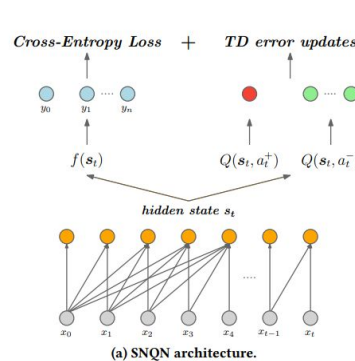 Cross-Entropy Loss + TD error updates
y₀ y₁ .... yₙ ....
f(sₜ) Q(sₜ, aₜ⁺) Q(sₜ, aₜ⁻
hidden state sₜ
....
x₀ x₁ x₂ x₃ x₄ xₜ₋₁ xₜ
(a) SNQN architecture.